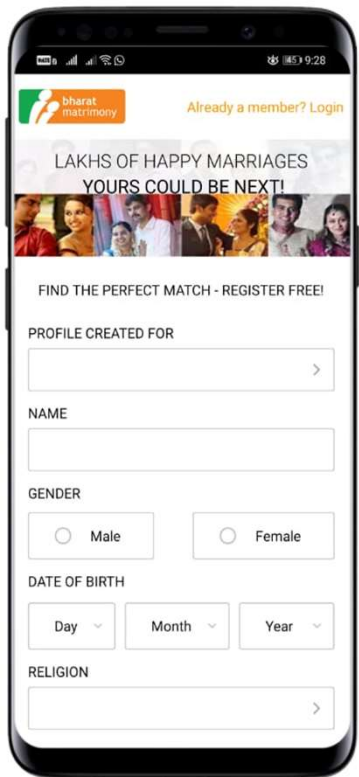 45 9:28
bharat
matrimony
Already a member? Login
LAKHS OF HAPPY MARRIAGES
YOURS COULD BE NEXT!
FIND THE PERFECT MATCH - REGISTER FREE!
PROFILE CREATED FOR
NAME
GENDER
Male Female
DATE OF BIRTH
Day Month Year
RELIGION